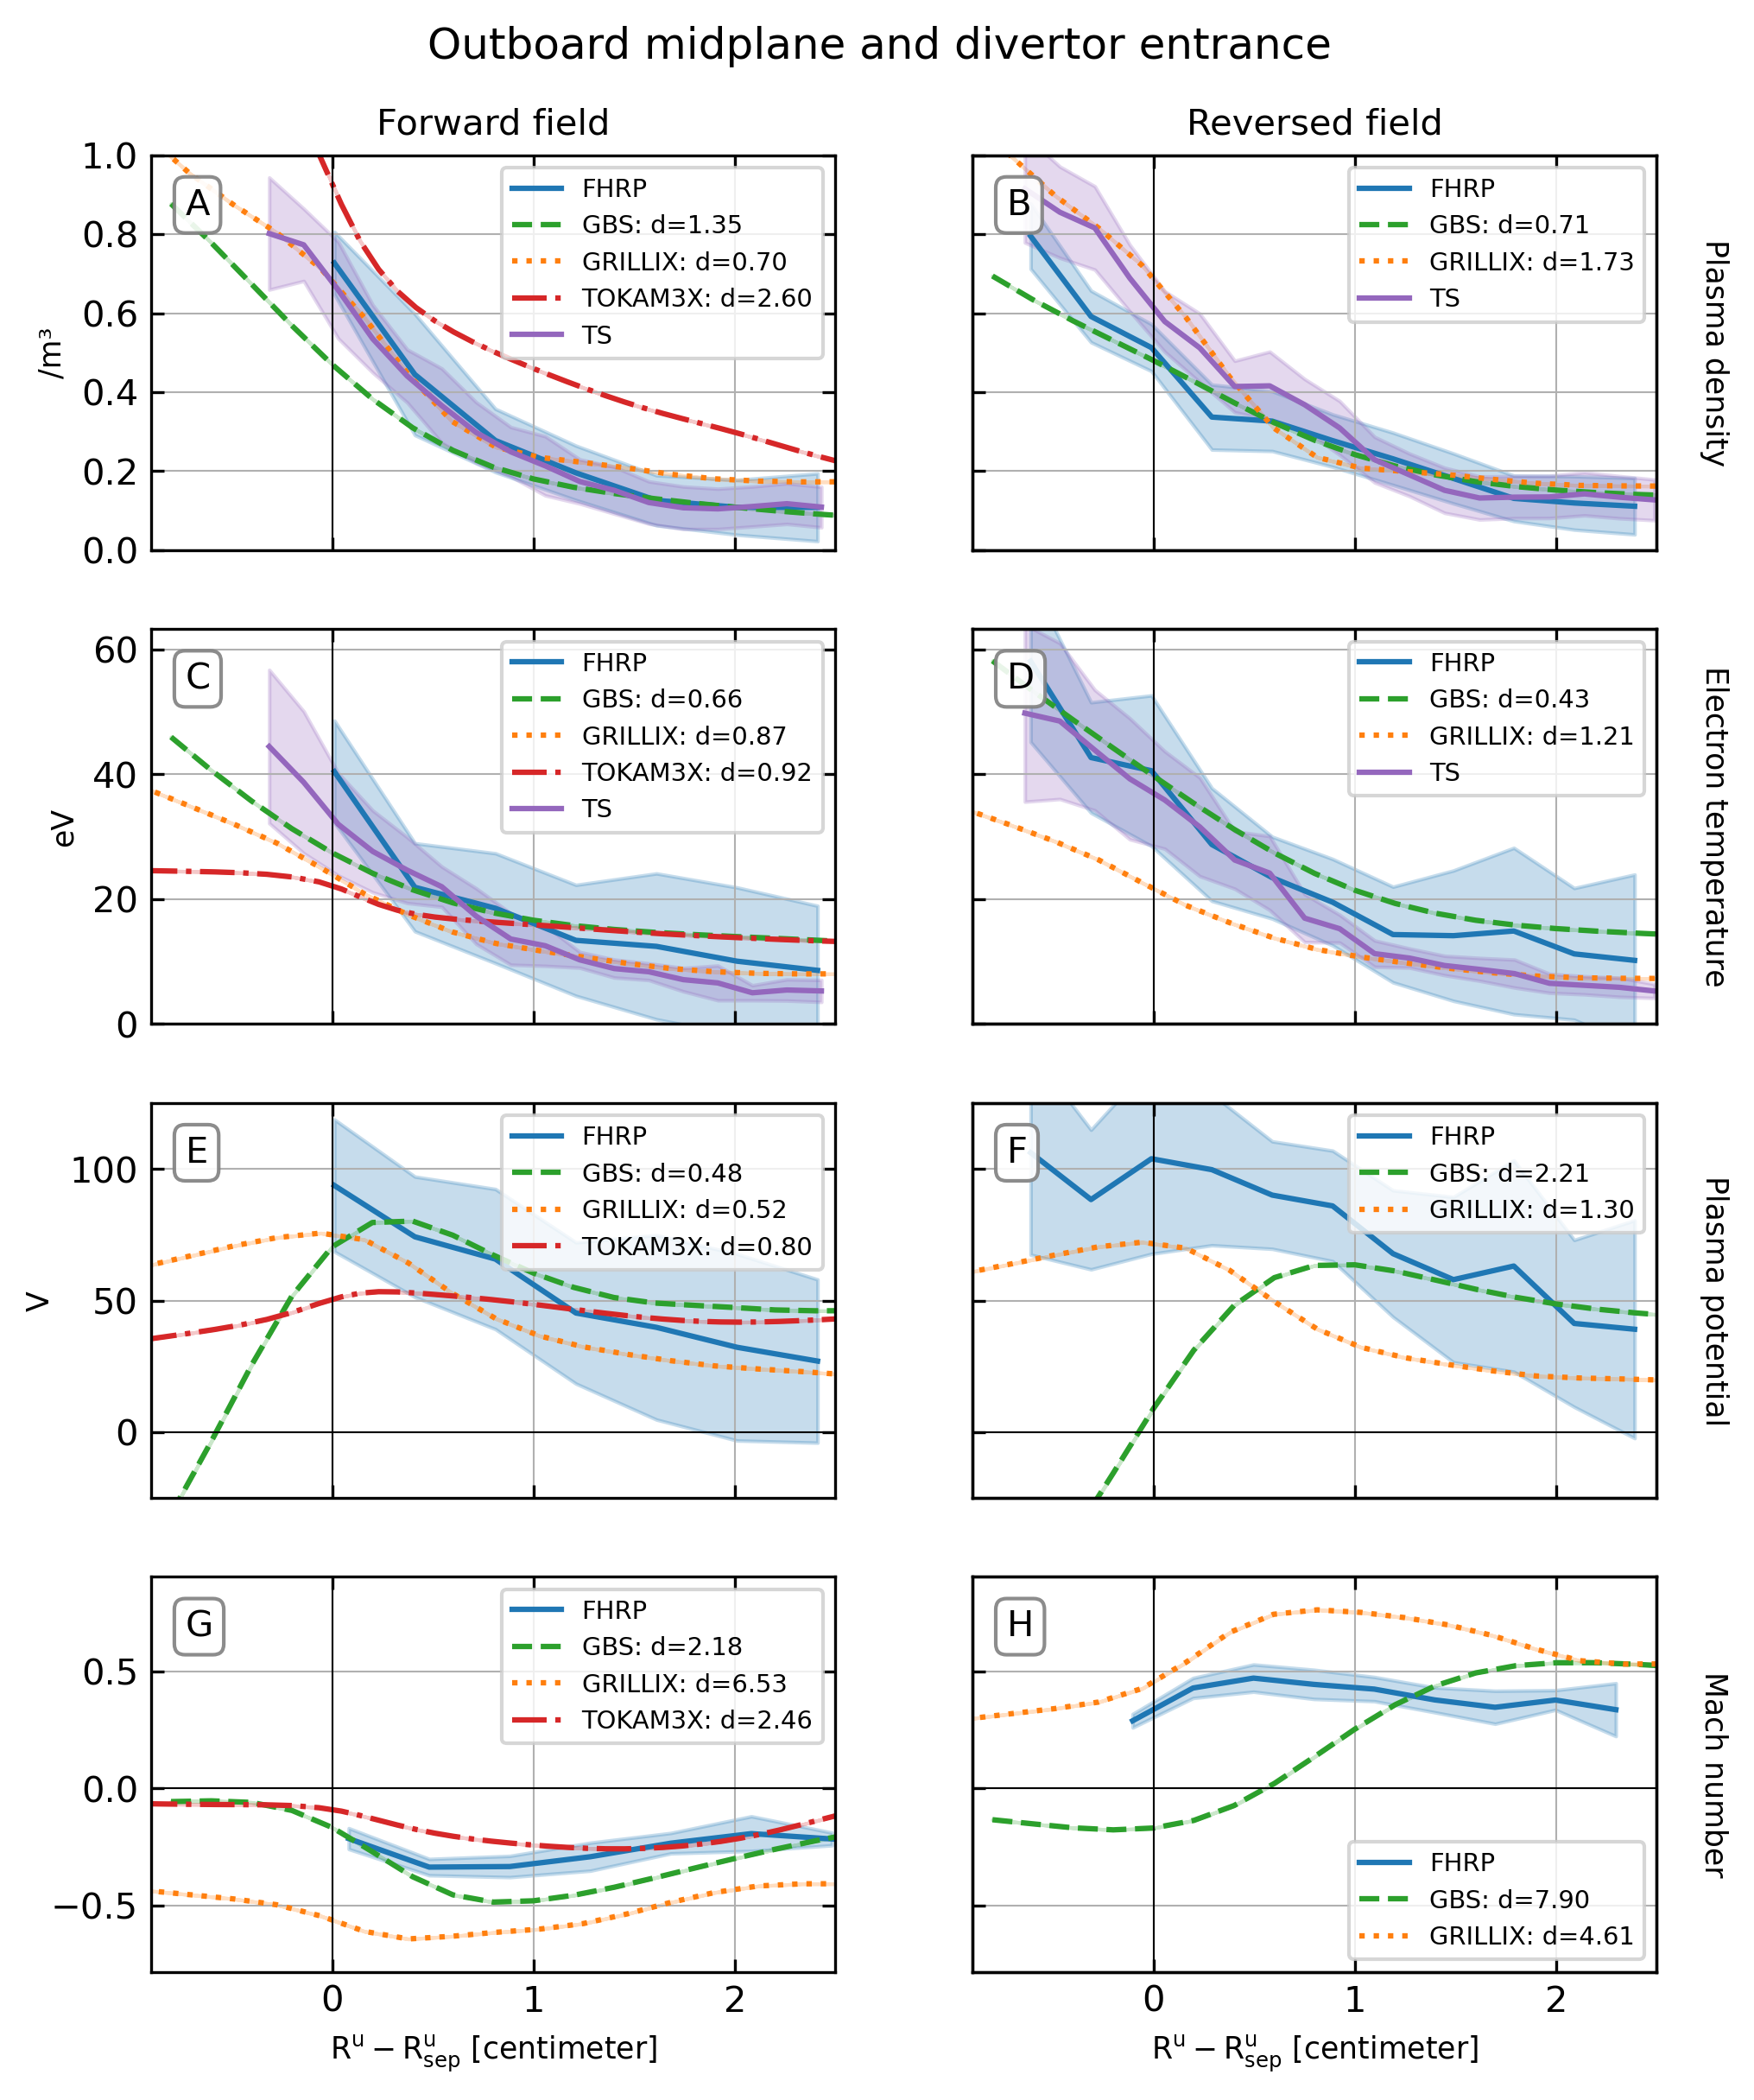 Outboard midplane and divertor entrance
Forward field
Reversed field
1.0
0.8
0.6
0.4
0.2
0.0
/m³
A
FHRP
GBS: d=1.35
GRILLIX: d=0.70
TOKAM3X: d=2.60
TS
B
FHRP
GBS: d=0.71
GRILLIX: d=1.73
TS
Plasma density
60
40
20
0
eV
C
FHRP
GBS: d=0.66
GRILLIX: d=0.87
TOKAM3X: d=0.92
TS
D
FHRP
GBS: d=0.43
GRILLIX: d=1.21
TS
Electron temperature
100
50
0
V
E
FHRP
GBS: d=0.48
GRILLIX: d=0.52
TOKAM3X: d=0.80
F
FHRP
GBS: d=2.21
GRILLIX: d=1.30
Plasma potential
0.5
0.0
−0.5
G
FHRP
GBS: d=2.18
GRILLIX: d=6.53
TOKAM3X: d=2.46
H
FHRP
GBS: d=7.90
GRILLIX: d=4.61
Mach number
0 1 2
0 1 2
R^u − R^u_sep [centimeter]
R^u − R^u_sep [centimeter]